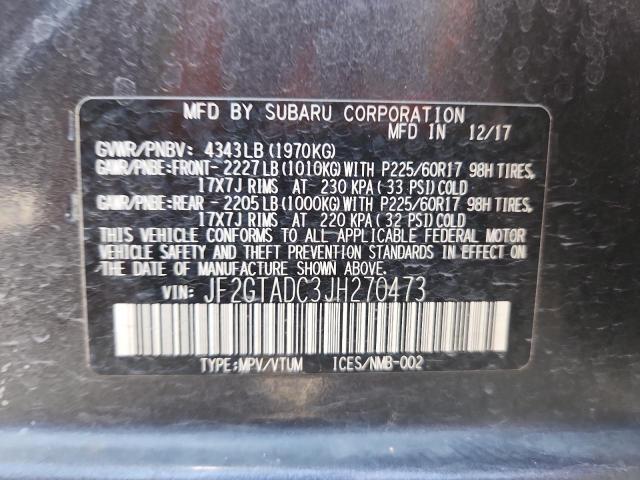 MFD BY SUBARU CORPORATION
MFD IN 12/17
GVWR/PNBV: 4343LB (1970KG)
GAWR/PNBE:FRONT- 2227LB (1010KG) WITH P225/60R17 98H TIRES,
17X7J RIMS AT 230 KPA (33 PSI) COLD
GAWR/PNBE:REAR - 2205LB (1000KG) WITH P225/60R17 98H TIRES,
17X7J RIMS AT 220 KPA (32 PSI) COLD
THIS VEHICLE CONFORMS TO ALL APPLICABLE FEDERAL MOTOR
VEHICLE SAFETY AND THEFT PREVENTION STANDARDS IN EFFECT
ON THE DATE OF MANUFACTURE SHOWN ABOVE.
VIN: JF2GTADC3JH270473
TYPE:MPV/VTUM ICES/NMB-002